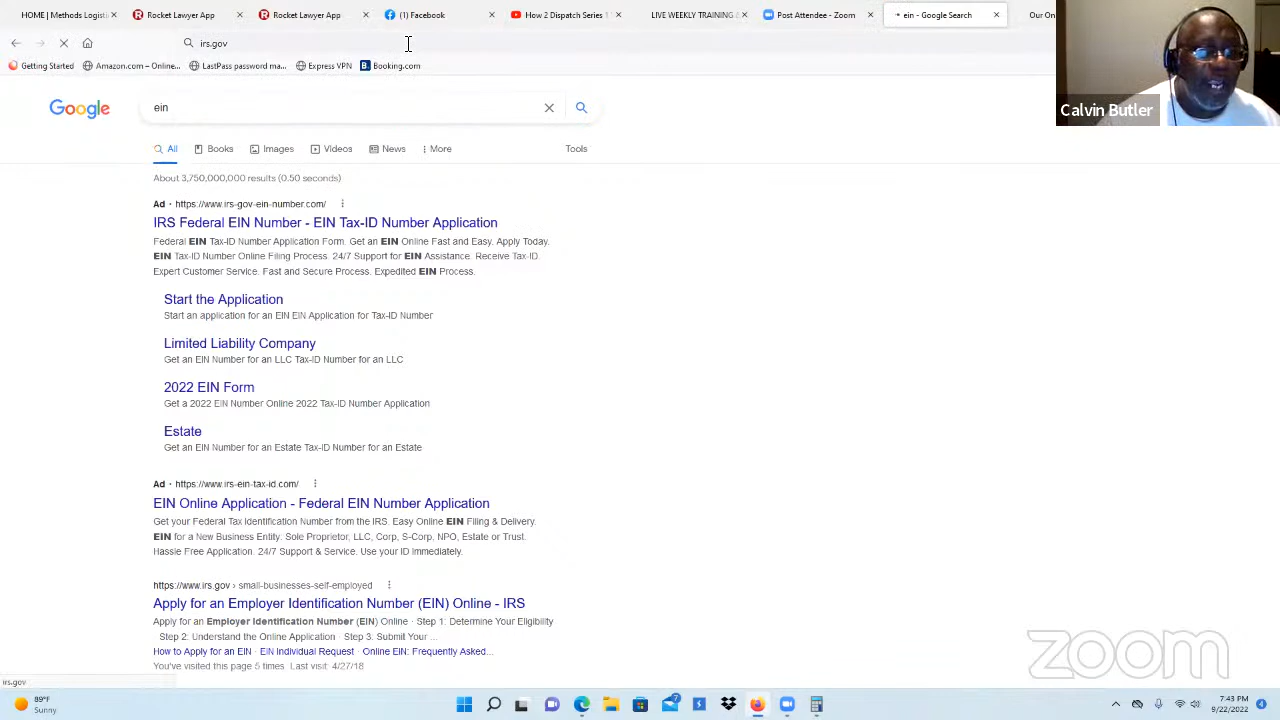 HOME | Methods Logisti
Rocket Layer App
Rocket Layer App
(1) Facebook
How 2 Dispatch Series 1
LIVE WEEKLY TRAINING &
Post Attendee - Zoom
ein - Google Search
Our On
irs.gov
Getting Started
Amazon.com – Online...
LastPass password ma...
Express VPN
B. Booking.com
Calvin Butler
Google
ein
All
Books
Images
Videos
News
More
Tools
About 3,750,000,000 results (0.50 seconds)
Ad · https://www.irs-gov-ein-number.com/
IRS Federal EIN Number - EIN Tax-ID Number Application
Federal EIN Tax-ID Number Application Form. Get an EIN Online Fast and Easy. Apply Today.
EIN Tax-ID Number Online Filing Process. 24/7 Support for EIN Assistance. Receive Tax-ID.
Expert Customer Service. Fast and Secure Process. Expedited EIN Process.
Start the Application
Start an application for an EIN EIN Application for Tax-ID Number
Limited Liability Company
Get an EIN Number for an LLC Tax-ID Number for an LLC
2022 EIN Form
Get a 2022 EIN Number Online 2022 Tax-ID Number Application
Estate
Get an EIN Number for an Estate Tax-ID Number for an Estate
Ad · https://www.irs-ein-tax-id.com/
EIN Online Application - Federal EIN Number Application
Get your Federal Tax Identification Number from the IRS. Easy Online EIN Filing & Delivery.
EIN for a New Business Entity: Sole Proprietor, LLC, Corp, S-Corp, NPO, Estate or Trust.
Hassle Free Application. 24/7 Support & Service. Use your ID Immediately.
https://www.irs.gov › small-businesses-self-employed
Apply for an Employer Identification Number (EIN) Online - IRS
Apply for an Employer Identification Number (EIN) Online · Step 1: Determine Your Eligibility
· Step 2: Understand the Online Application · Step 3: Submit Your ...
How to Apply for an EIN · EIN Individual Request · Online EIN: Frequently Asked...
You've visited this page 5 times. Last visit: 4/27/18
zoom
irs.gov
89°F
Sunny
7
7:43 PM
9/22/2022
4